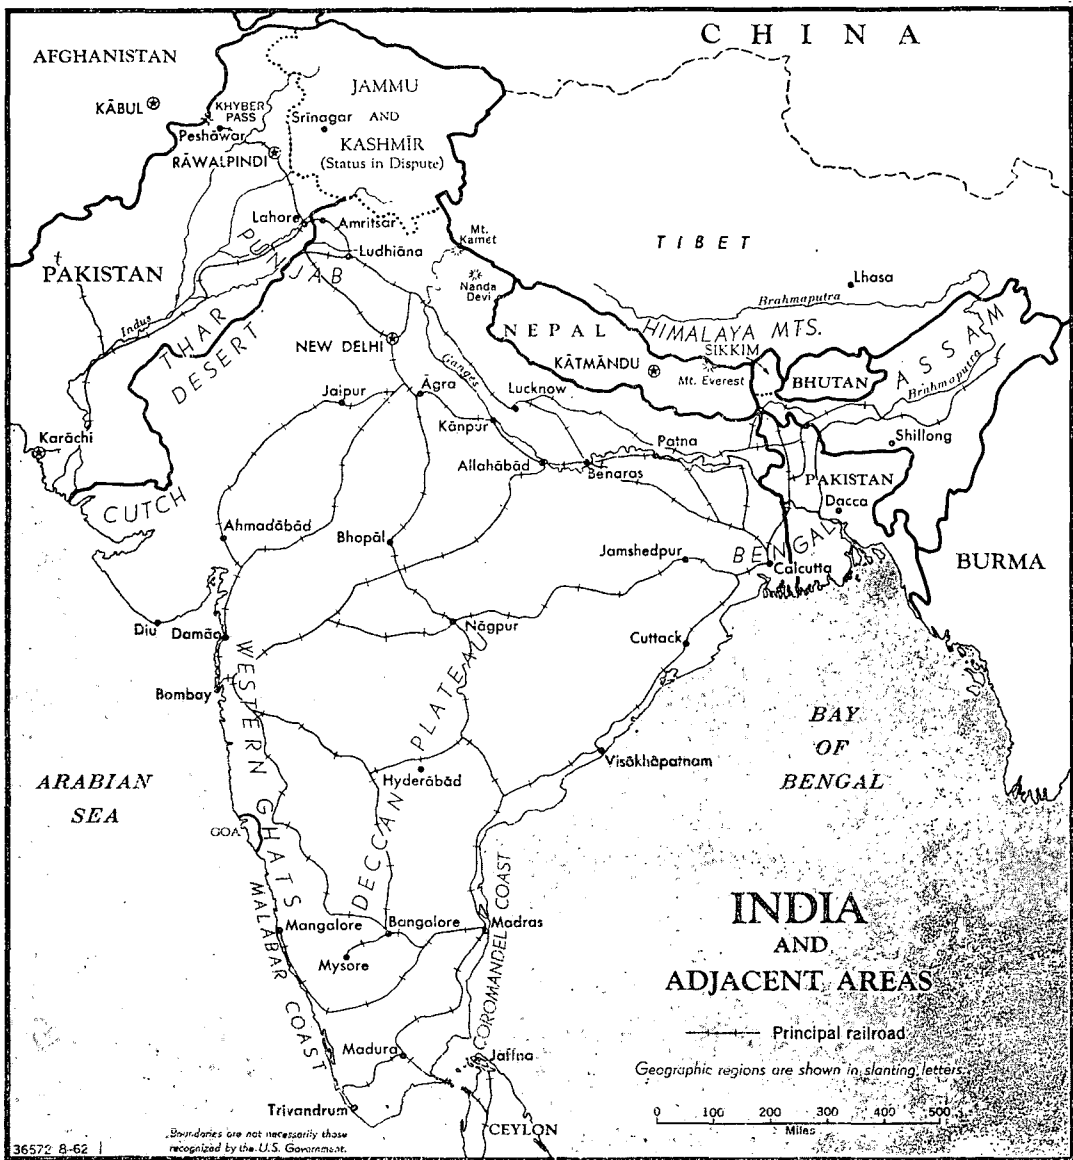 CHINA
AFGHANISTAN
KĀBUL
KHYBER
PASS
Peshāwar
RĀWALPINDI
JAMMU
AND
KASHMĪR
(Status in Dispute)
Srīnagar
Lahore
Amritsar
Ludhiāna
PUNJAB
PAKISTAN
Indus
THAR
DESERT
Mt.
Kamet
Nanda
Devi
TIBET
Lhasa
Brahmaputra
HIMALAYA MTS.
NEPAL
SIKKIM
KĀTMĀNDU
Mt. Everest
BHUTAN
ASSAM
Brahmaputra
NEW DELHI
Ganges
Jaipur
Āgra
Lucknow
Kānpur
Karāchi
Allahābād
Benaras
Patna
Shillong
PAKISTAN
Dacca
CUTCH
Ahmadābād
Bhopāl
Jamshedpur
BENGAL
Calcutta
BURMA
Diu
Damão
Nāgpur
Cuttack
Bombay
WESTERN GHATS
DECCAN PLATEAU
Hyderābād
Visākhāpatnam
BAY
OF
BENGAL
ARABIAN
SEA
GOA
MALABAR COAST
Mangalore
Bangalore
Madras
Mysore
COROMANDEL COAST
Madura
Jaffna
Trivandrum
CEYLON
INDIA
AND
ADJACENT AREAS
Principal railroad
Geographic regions are shown in slanting letters.
0 100 200 300 400 500
Miles
36572 8-62
Boundaries are not necessarily those
recognized by the U.S. Government.